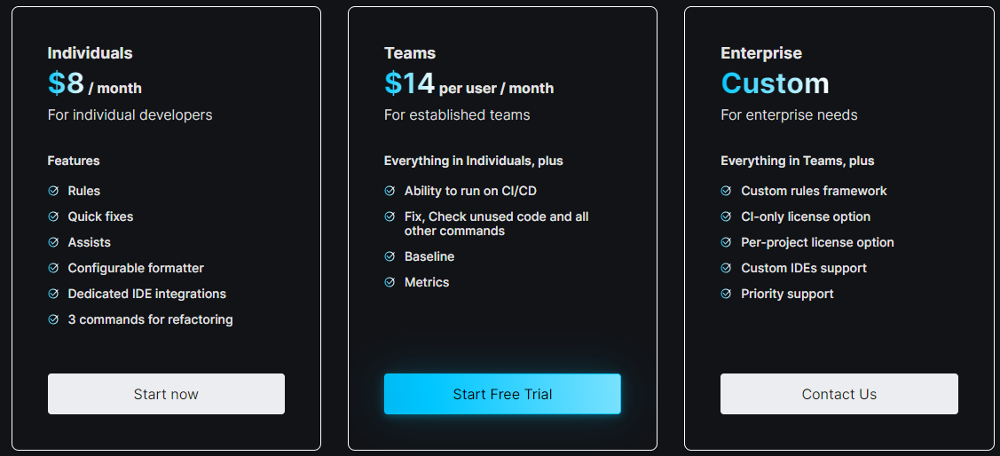 Individuals
$8 / month
For individual developers
Features
Rules
Quick fixes
Assists
Configurable formatter
Dedicated IDE integrations
3 commands for refactoring
Start now
Teams
$14 per user / month
For established teams
Everything in Individuals, plus
Ability to run on CI/CD
Fix, Check unused code and all
other commands
Baseline
Metrics
Start Free Trial
Enterprise
Custom
For enterprise needs
Everything in Teams, plus
Custom rules framework
CI-only license option
Per-project license option
Custom IDEs support
Priority support
Contact Us